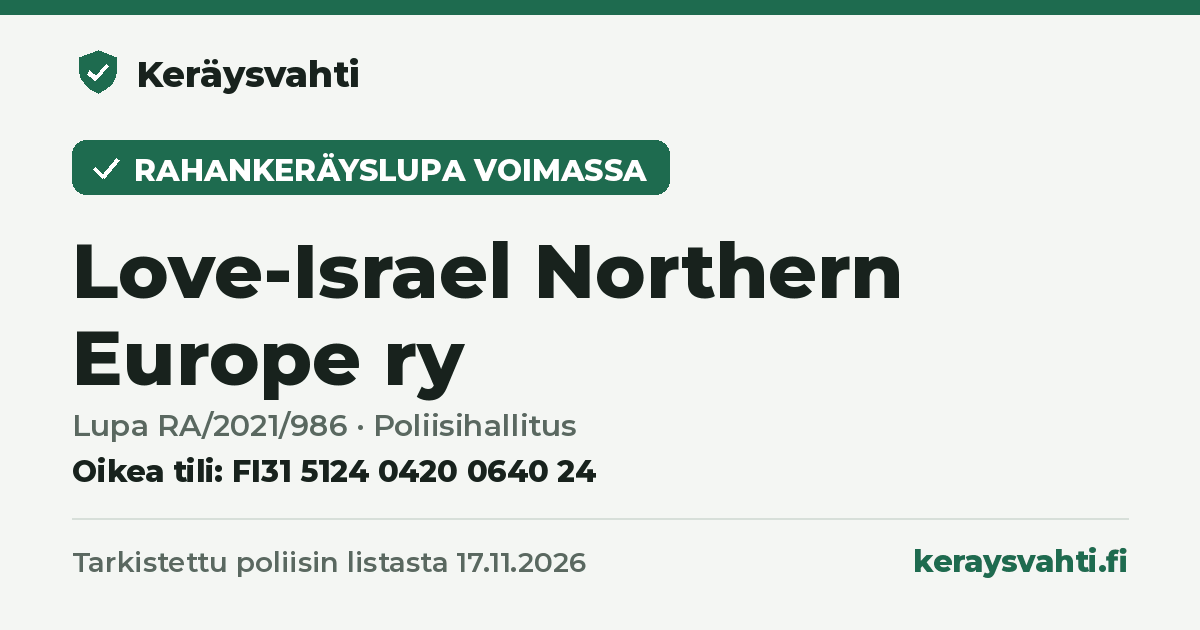 Keräysvahti
RAHANKERÄYSLUPA VOIMASSA
Love-Israel Northern
Europe ry
Lupa RA/2021/986 · Poliisihallitus
Oikea tili: FI31 5124 0420 0640 24
Tarkistettu poliisin listasta 17.11.2026
keraysvahti.fi